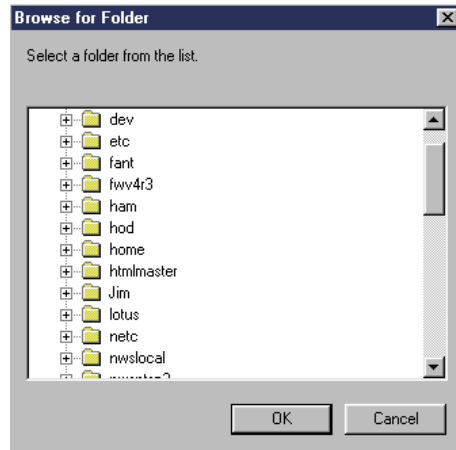 Browse for Folder
Select a folder from the list.
dev
etc
fant
fwv4r3
ham
hod
home
htmlmaster
Jim
lotus
netc
nwslocal
OK
Cancel